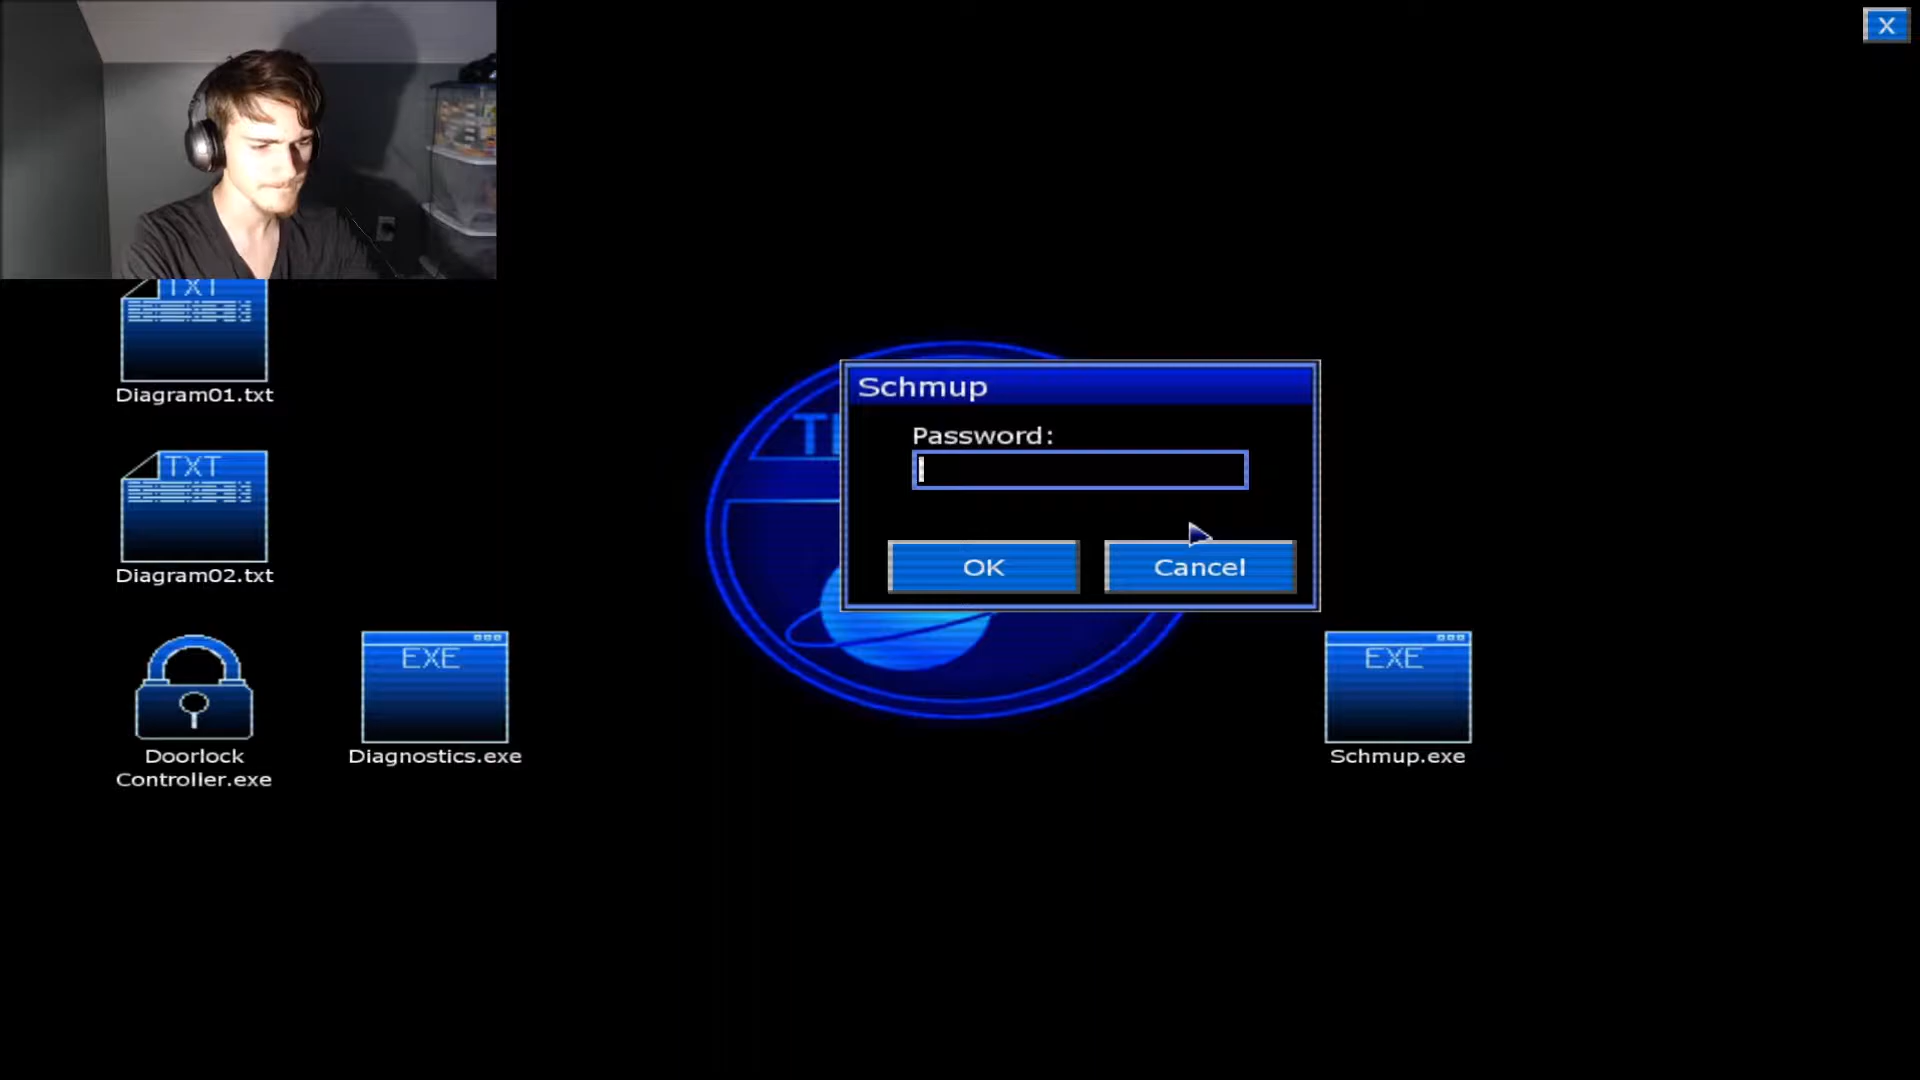 X
TXT
Diagram01.txt
Schmup
Password:
OK
Cancel
TXT
Diagram02.txt
EXE
EXE
Doorlock
Controller.exe
Diagnostics.exe
Schmup.exe